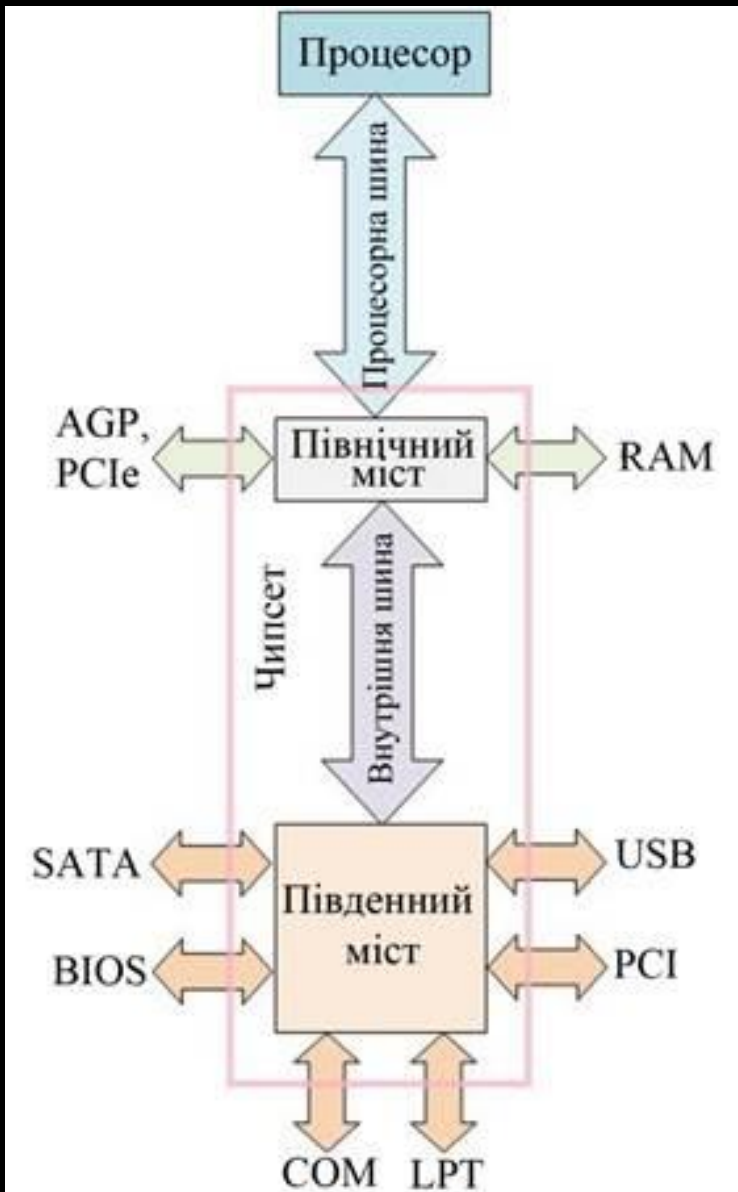 Процесор
Процесорна шина
AGP,
PCIe
Північний
міст
RAM
Чипсет
Внутрішня шина
SATA
USB
Південний
міст
BIOS
PCI
COM
LPT